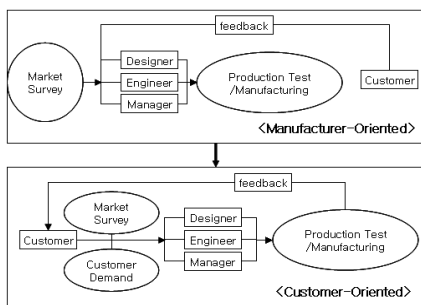 feedback
Designer
Market
Survey
Engineer
Production Test
/Manufacturing
Customer
Manager
<Manufacturer-Oriented>
feedback
Market
Survey
Designer
Customer
Engineer
Production Test
/Manufacturing
Customer
Demand
Manager
<Customer-Oriented>